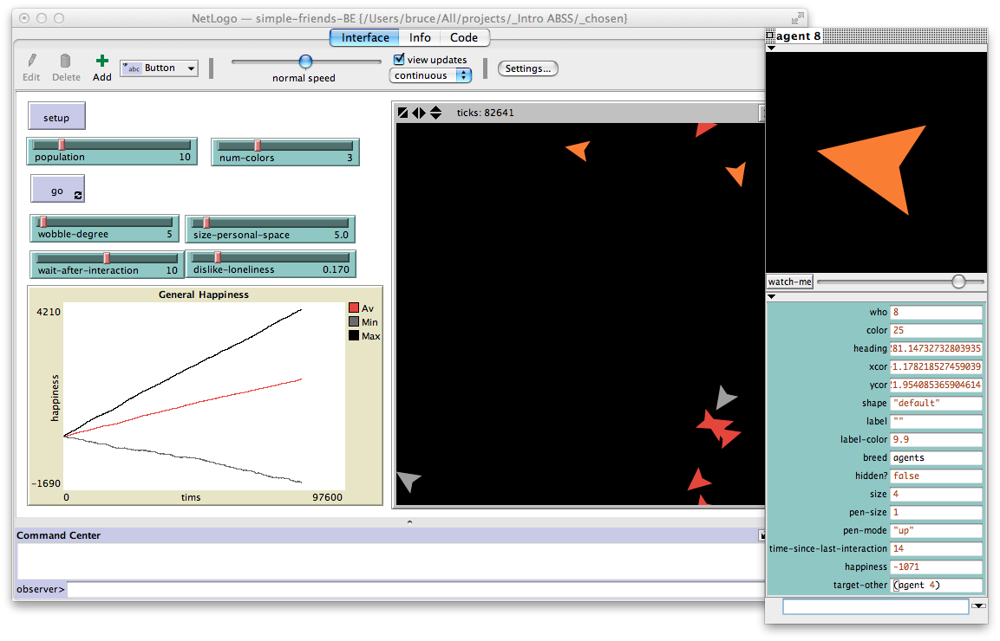 NetLogo — simple-friends-BE {/Users/bruce/All/projects/_Intro ABSS/_chosen}
Interface Info Code
Edit Delete Add
abc Button
normal speed
view updates
continuous
Settings...
setup
population 10
num-colors 3
go
wobble-degree 5
size-personal-space 5.0
wait-after-interaction 10
dislike-loneliness 0.170
General Happiness
4210
happiness
-1690
0 tims 97600
Av
Min
Max
ticks: 82641
Command Center
observer>
agent 8
watch-me
who 8
color 25
heading 281.14732732803935
xcor -1.178218527459039
ycor 21.954085365904614
shape "default"
label ""
label-color 9.9
breed agents
hidden? false
size 4
pen-size 1
pen-mode "up"
time-since-last-interaction 14
happiness -1071
target-other (agent 4)